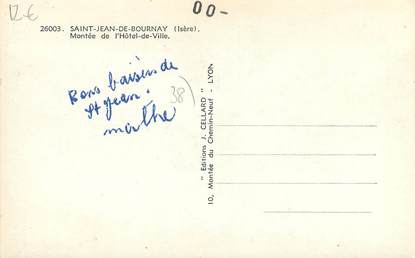 12 €
00-
26003. SAINT-JEAN-DE-BOURNAY (Isère).
Montée de l'Hôtel-de-Ville.
Bons baisers de
St Jean.
marthe
38)
" Editions J. CELLARD "
10, Montée du Chemin-Neuf - LYON